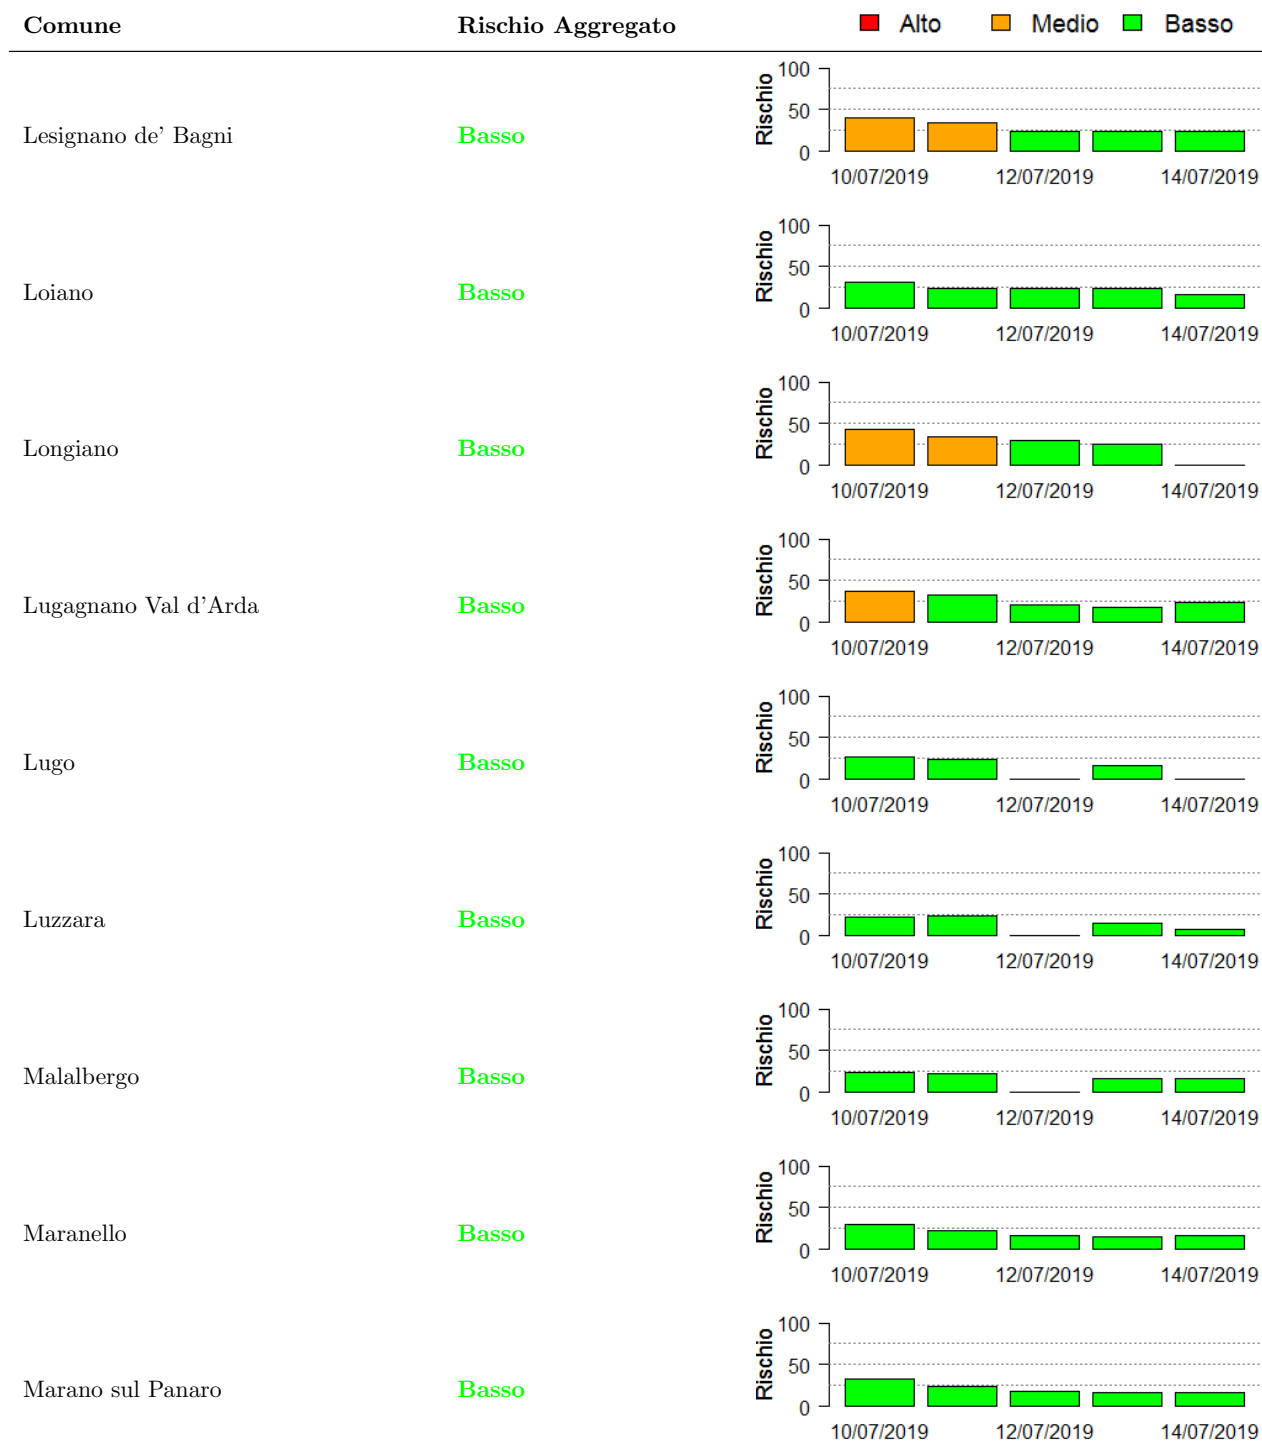 Comune Rischio Aggregato Alto Medio Basso
Lesignano de' Bagni Basso Rischio 100 50 0
10/07/2019 12/07/2019 14/07/2019
Loiano Basso Rischio 100 50 0
10/07/2019 12/07/2019 14/07/2019
Longiano Basso Rischio 100 50 0
10/07/2019 12/07/2019 14/07/2019
Lugagnano Val d'Arda Basso Rischio 100 50 0
10/07/2019 12/07/2019 14/07/2019
Lugo Basso Rischio 100 50 0
10/07/2019 12/07/2019 14/07/2019
Luzzara Basso Rischio 100 50 0
10/07/2019 12/07/2019 14/07/2019
Malalbergo Basso Rischio 100 50 0
10/07/2019 12/07/2019 14/07/2019
Maranello Basso Rischio 100 50 0
10/07/2019 12/07/2019 14/07/2019
Marano sul Panaro Basso Rischio 100 50 0
10/07/2019 12/07/2019 14/07/2019